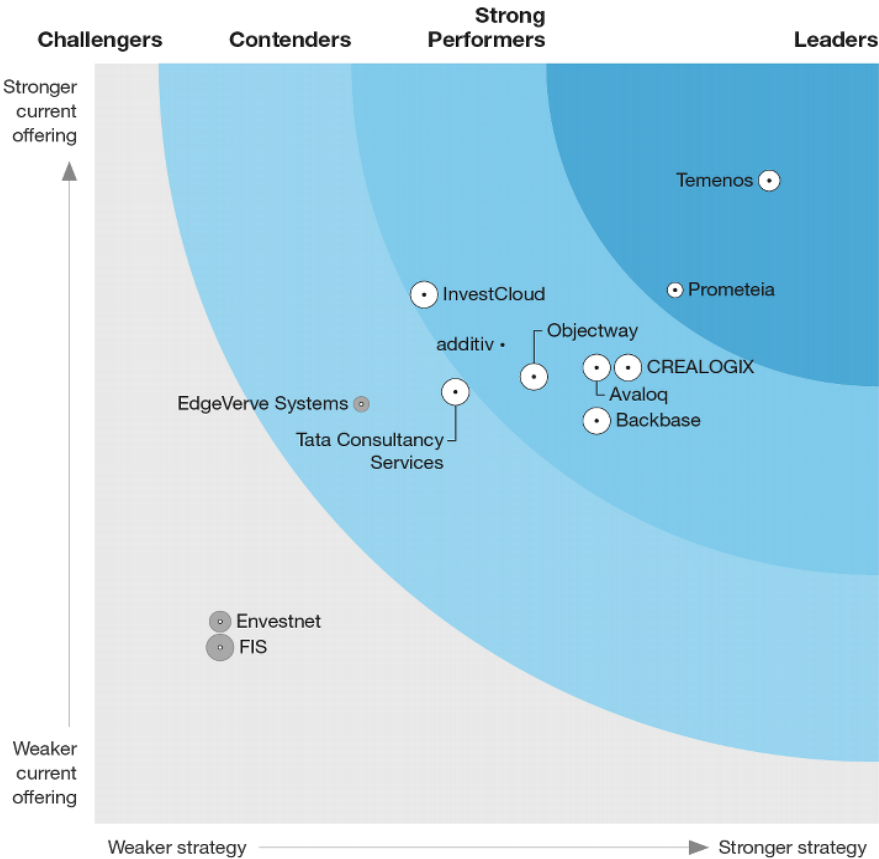 Strong
Challengers
Contenders
Performers
Leaders
Stronger
current
offering
Temenos
Prometeia
InvestCloud
Objectway
additiv
CREALOGIX
Avaloq
EdgeVerve Systems
Backbase
Tata Consultancy
Services
Envestnet
FIS
Weaker
current
offering
Weaker strategy
Stronger strategy